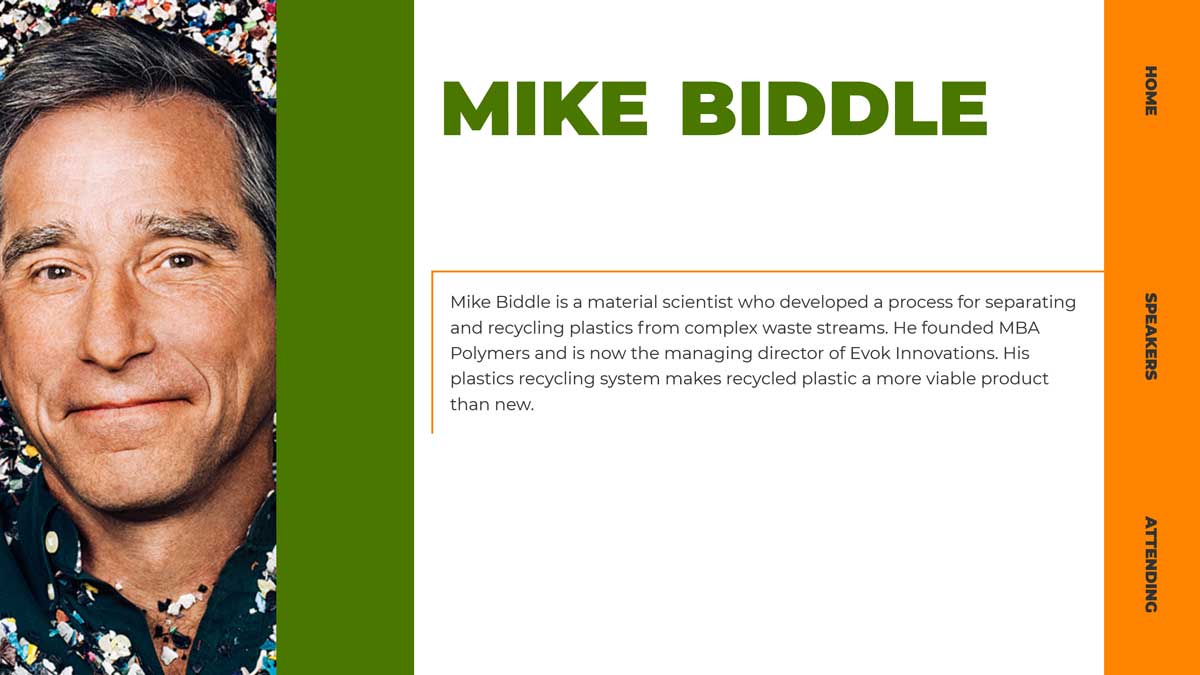 MIKE BIDDLE
Mike Biddle is a material scientist who developed a process for separating
and recycling plastics from complex waste streams. He founded MBA
Polymers and is now the managing director of Evok Innovations. His
plastics recycling system makes recycled plastic a more viable product
than new.
HOME
SPEAKERS
ATTENDING